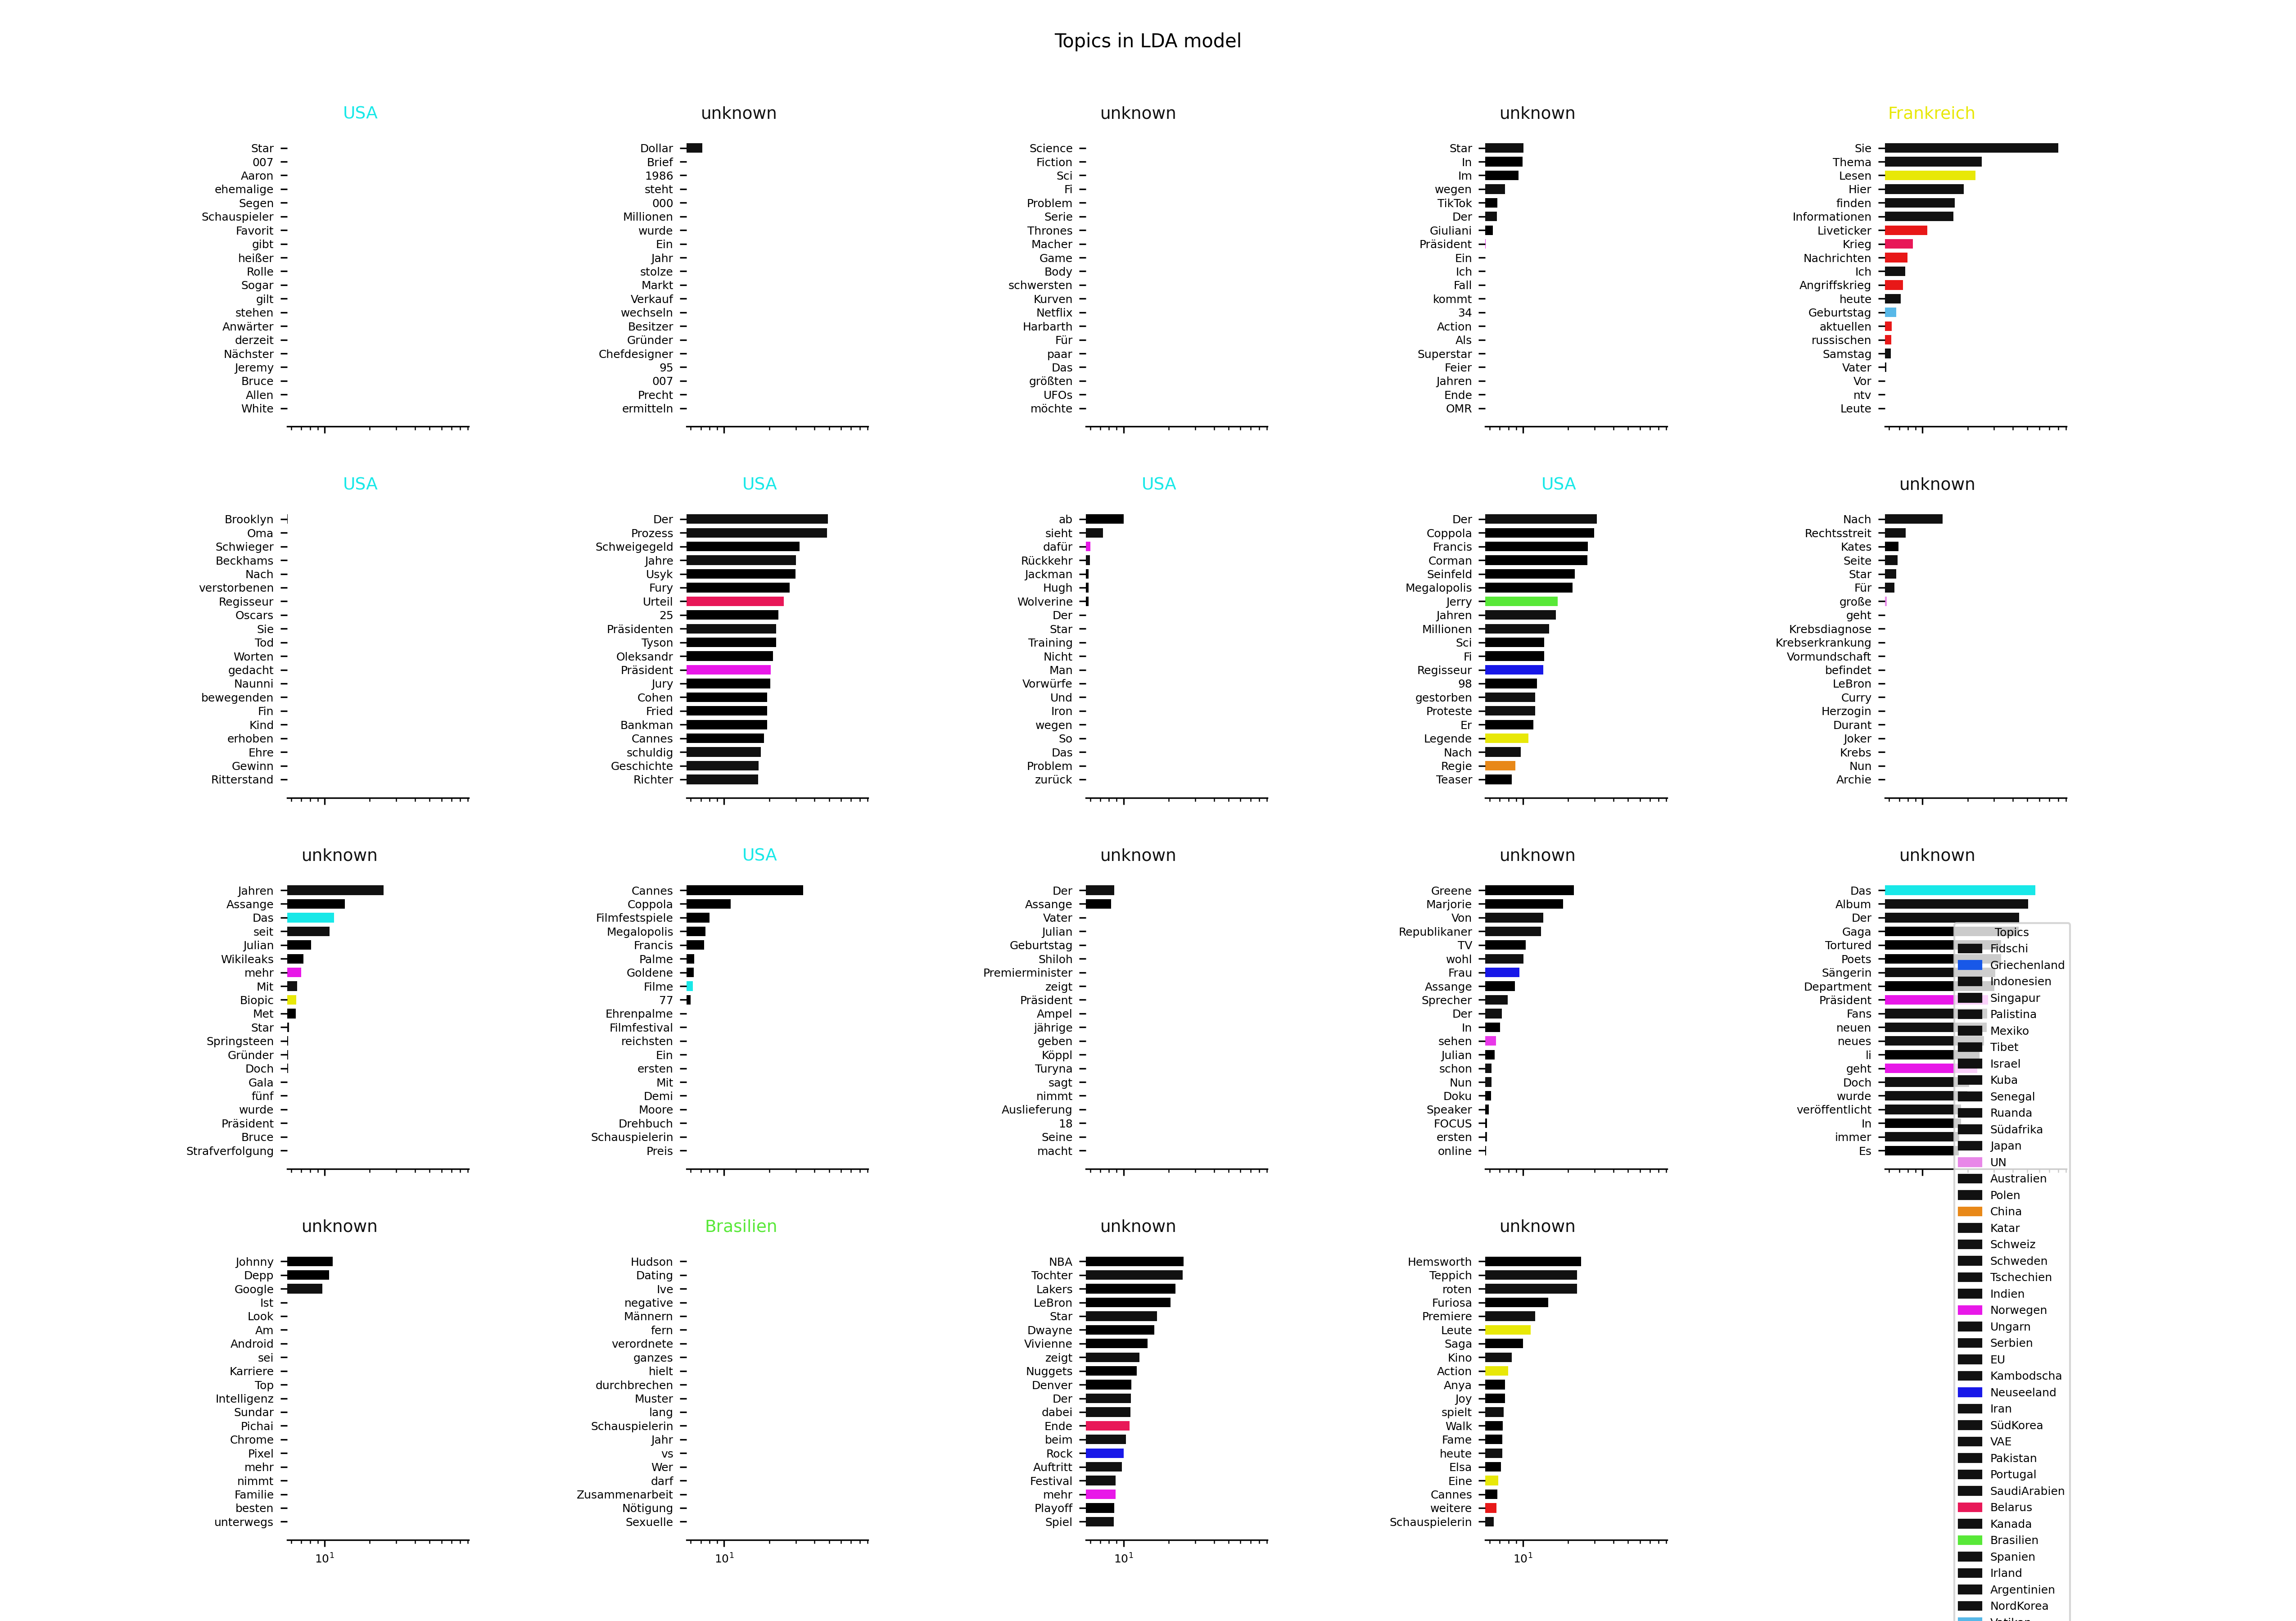 Topics in LDA model
USA
Star
007
Aaron
ehemalige
Segen
Schauspieler
Favorit
gibt
heißer
Rolle
Sogar
gilt
stehen
Anwärter
derzeit
Nächster
Jeremy
Bruce
Allen
White
unknown
Dollar
Brief
1986
steht
000
Millionen
wurde
Ein
Jahr
stolze
Markt
Verkauf
wechseln
Besitzer
Gründer
Chefdesigner
95
007
Precht
ermitteln
unknown
Science
Fiction
Sci
Fi
Problem
Serie
Thrones
Macher
Game
Body
schwersten
Kurven
Netflix
Harbarth
Für
paar
Das
größten
UFOs
möchte
unknown
Star
In
Im
wegen
TikTok
Der
Giuliani
Präsident
Ein
Ich
Fall
kommt
34
Action
Als
Superstar
Feier
Jahren
Ende
OMR
Frankreich
Sie
Thema
Lesen
Hier
finden
Informationen
Liveticker
Krieg
Nachrichten
Ich
Angriffskrieg
heute
Geburtstag
aktuellen
russischen
Samstag
Vater
Vor
ntv
Leute
USA
Brooklyn
Oma
Schwieger
Beckhams
Nach
verstorbenen
Regisseur
Oscars
Sie
Tod
Worten
gedacht
Naunni
bewegenden
Fin
Kind
erhoben
Ehre
Gewinn
Ritterstand
USA
Der
Prozess
Schweigegeld
Jahre
Usyk
Fury
Urteil
25
Präsidenten
Tyson
Oleksandr
Präsident
Jury
Cohen
Fried
Bankman
Cannes
schuldig
Geschichte
Richter
USA
ab
sieht
dafür
Rückkehr
Jackman
Hugh
Wolverine
Der
Star
Training
Nicht
Man
Vorwürfe
Und
Iron
wegen
So
Das
Problem
zurück
USA
Der
Coppola
Francis
Corman
Seinfeld
Megalopolis
Jerry
Jahren
Millionen
Sci
Fi
Regisseur
98
gestorben
Proteste
Er
Legende
Nach
Regie
Teaser
unknown
Nach
Rechtsstreit
Kates
Seite
Star
Für
große
geht
Krebsdiagnose
Krebserkrankung
Vormundschaft
befindet
LeBron
Curry
Herzogin
Durant
Joker
Krebs
Nun
Archie
unknown
Jahren
Assange
Das
seit
Julian
Wikileaks
mehr
Mit
Biopic
Met
Star
Springsteen
Gründer
Doch
Gala
fünf
wurde
Präsident
Bruce
Strafverfolgung
USA
Cannes
Coppola
Filmfestspiele
Megalopolis
Francis
Palme
Goldene
Filme
77
Ehrenpalme
Filmfestival
reichsten
Ein
ersten
Mit
Demi
Moore
Drehbuch
Schauspielerin
Preis
unknown
Der
Assange
Vater
Julian
Geburtstag
Shiloh
Premierminister
zeigt
Präsident
Ampel
jährige
geben
Köppl
Turyna
sagt
nimmt
Auslieferung
18
Seine
macht
unknown
Greene
Marjorie
Von
Republikaner
TV
wohl
Frau
Assange
Sprecher
Der
In
sehen
Julian
schon
Nun
Doku
Speaker
FOCUS
ersten
online
unknown
Das
Album
Der
Gaga
Tortured
Poets
Sängerin
Department
Präsident
Fans
neuen
neues
li
geht
Doch
wurde
veröffentlicht
In
immer
Es
unknown
Johnny
Depp
Google
Ist
Look
Am
Android
sei
Karriere
Top
Intelligenz
Sundar
Pichai
Chrome
Pixel
mehr
nimmt
Familie
besten
unterwegs
10¹
Brasilien
Hudson
Dating
Ive
negative
Männern
fern
verordnete
ganzes
hielt
durchbrechen
Muster
lang
Schauspielerin
Jahr
vs
Wer
darf
Zusammenarbeit
Nötigung
Sexuelle
10¹
unknown
NBA
Tochter
Lakers
LeBron
Star
Dwayne
Vivienne
zeigt
Nuggets
Denver
Der
dabei
Ende
beim
Rock
Auftritt
Festival
mehr
Playoff
Spiel
10¹
unknown
Hemsworth
Teppich
roten
Furiosa
Premiere
Leute
Saga
Kino
Action
Anya
Joy
spielt
Walk
Fame
heute
Elsa
Eine
Cannes
weitere
Schauspielerin
10¹
Topics
Fidschi
Griechenland
Indonesien
Singapur
Palistina
Mexiko
Tibet
Israel
Kuba
Senegal
Ruanda
Südafrika
Japan
UN
Australien
Polen
China
Katar
Schweiz
Schweden
Tschechien
Indien
Norwegen
Ungarn
Serbien
EU
Kambodscha
Neuseeland
Iran
SüdKorea
VAE
Pakistan
Portugal
SaudiArabien
Belarus
Kanada
Brasilien
Spanien
Irland
Argentinien
NordKorea